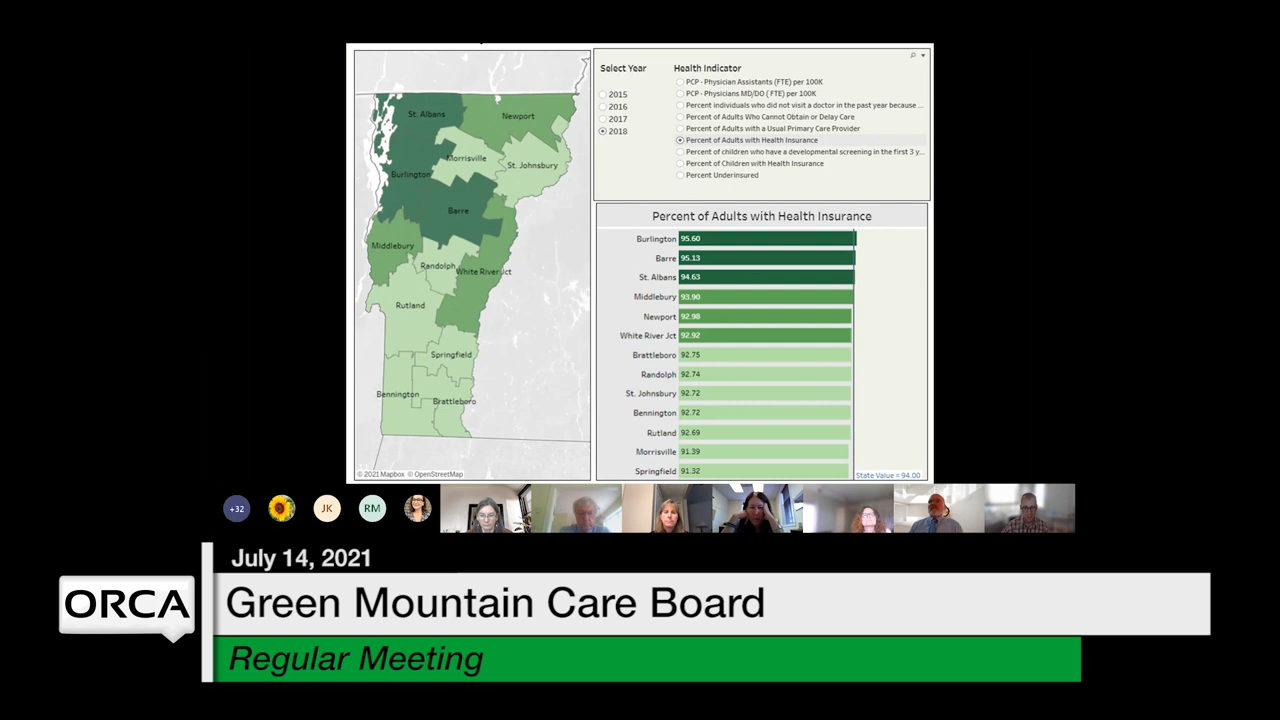 St. Albans
Newport
Morrisville
St. Johnsbury
Burlington
Barre
Middlebury
Randolph
White River Jct
Rutland
Springfield
Bennington
Brattleboro
© 2021 Mapbox © OpenStreetMap
Select Year
2015
2016
2017
2018
Health Indicator
PCP - Physician Assistants (FTE) per 100K
PCP - Physicians MD/DO ( FTE) per 100K
Percent individuals who did not visit a doctor in the past year because ...
Percent of Adults Who Cannot Obtain or Delay Care
Percent of Adults with a Usual Primary Care Provider
Percent of Adults with Health Insurance
Percent of children who have a developmental screening in the first 3 y...
Percent of Children with Health Insurance
Percent Underinsured
Percent of Adults with Health Insurance
Burlington 95.60
Barre 95.13
St. Albans 94.63
Middlebury 93.90
Newport 92.98
White River Jct 92.92
Brattleboro 92.75
Randolph 92.74
St. Johnsbury 92.72
Bennington 92.72
Rutland 92.69
Morrisville 91.39
Springfield 91.32
State Value = 94.00
+32
JK
RM
July 14, 2021
ORCA
Green Mountain Care Board
Regular Meeting